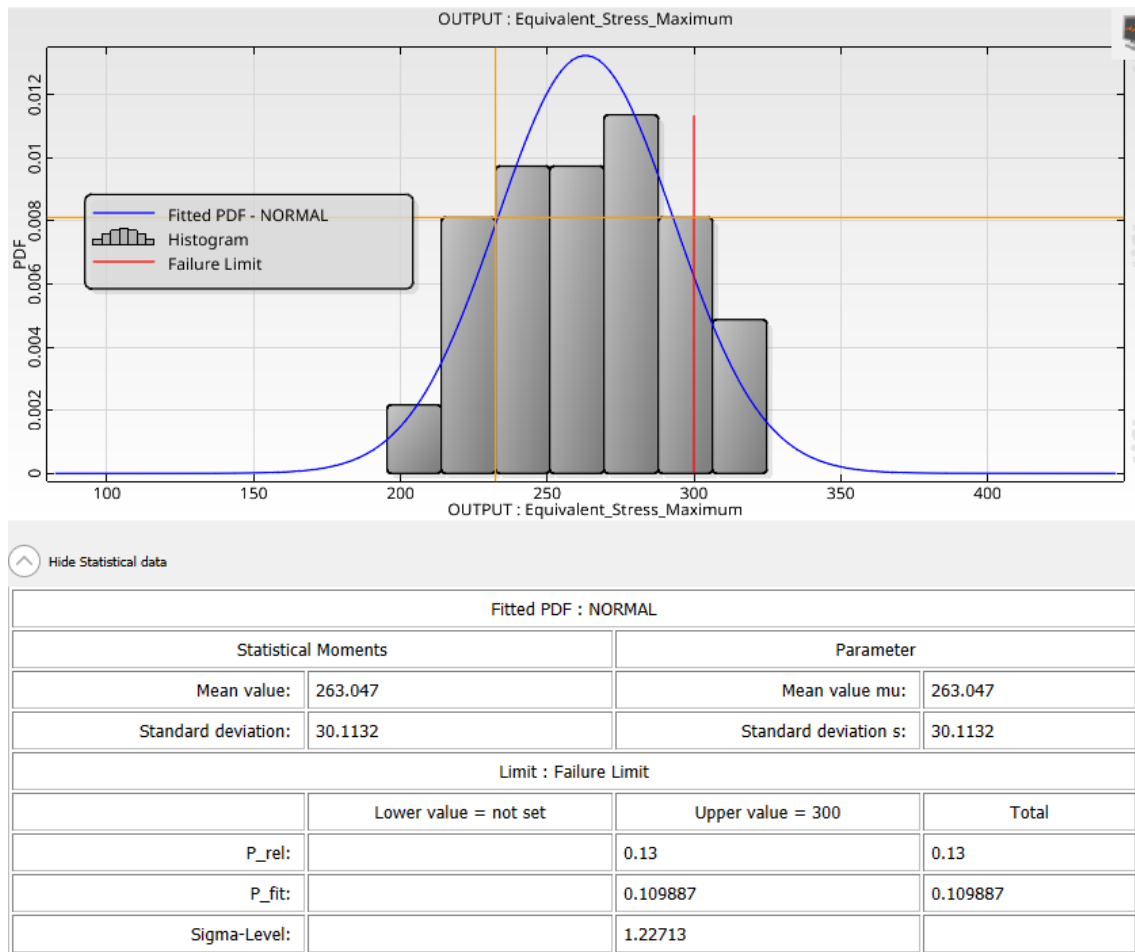 OUTPUT : Equivalent_Stress_Maximum
PDF
0.012
0.01
0.008
0.006
0.004
0.002
0
Fitted PDF - NORMAL
Histogram
Failure Limit
100 150 200 250 300 350 400
OUTPUT : Equivalent_Stress_Maximum
Hide Statistical data
Fitted PDF : NORMAL
Statistical Moments Parameter
Mean value: 263.047 Mean value mu: 263.047
Standard deviation: 30.1132 Standard deviation s: 30.1132
Limit : Failure Limit
Lower value = not set Upper value = 300 Total
P_rel: 0.13 0.13
P_fit: 0.109887 0.109887
Sigma-Level: 1.22713